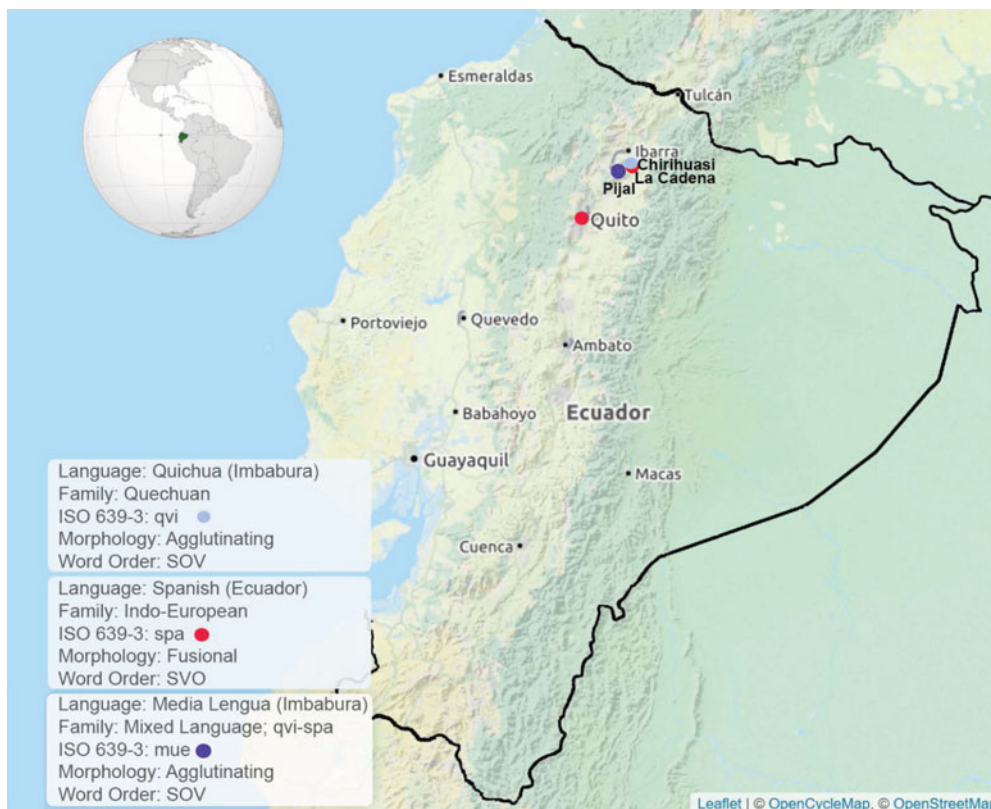 Esmeraldas
Tulcán
Ibarra
Chirihuasi
La Cadena
Pijal
Quito
Portoviejo
Quevedo
Ambato
Babahoyo
Ecuador
Guayaquil
Macas
Cuenca
Language: Quichua (Imbabura)
Family: Quechuan
ISO 639-3: qvi
Morphology: Agglutinating
Word Order: SOV
Language: Spanish (Ecuador)
Family: Indo-European
ISO 639-3: spa
Morphology: Fusional
Word Order: SVO
Language: Media Lengua (Imbabura)
Family: Mixed Language; qvi-spa
ISO 639-3: mue
Morphology: Agglutinating
Word Order: SOV
Leaflet | © OpenCycleMap, © OpenStreetMap